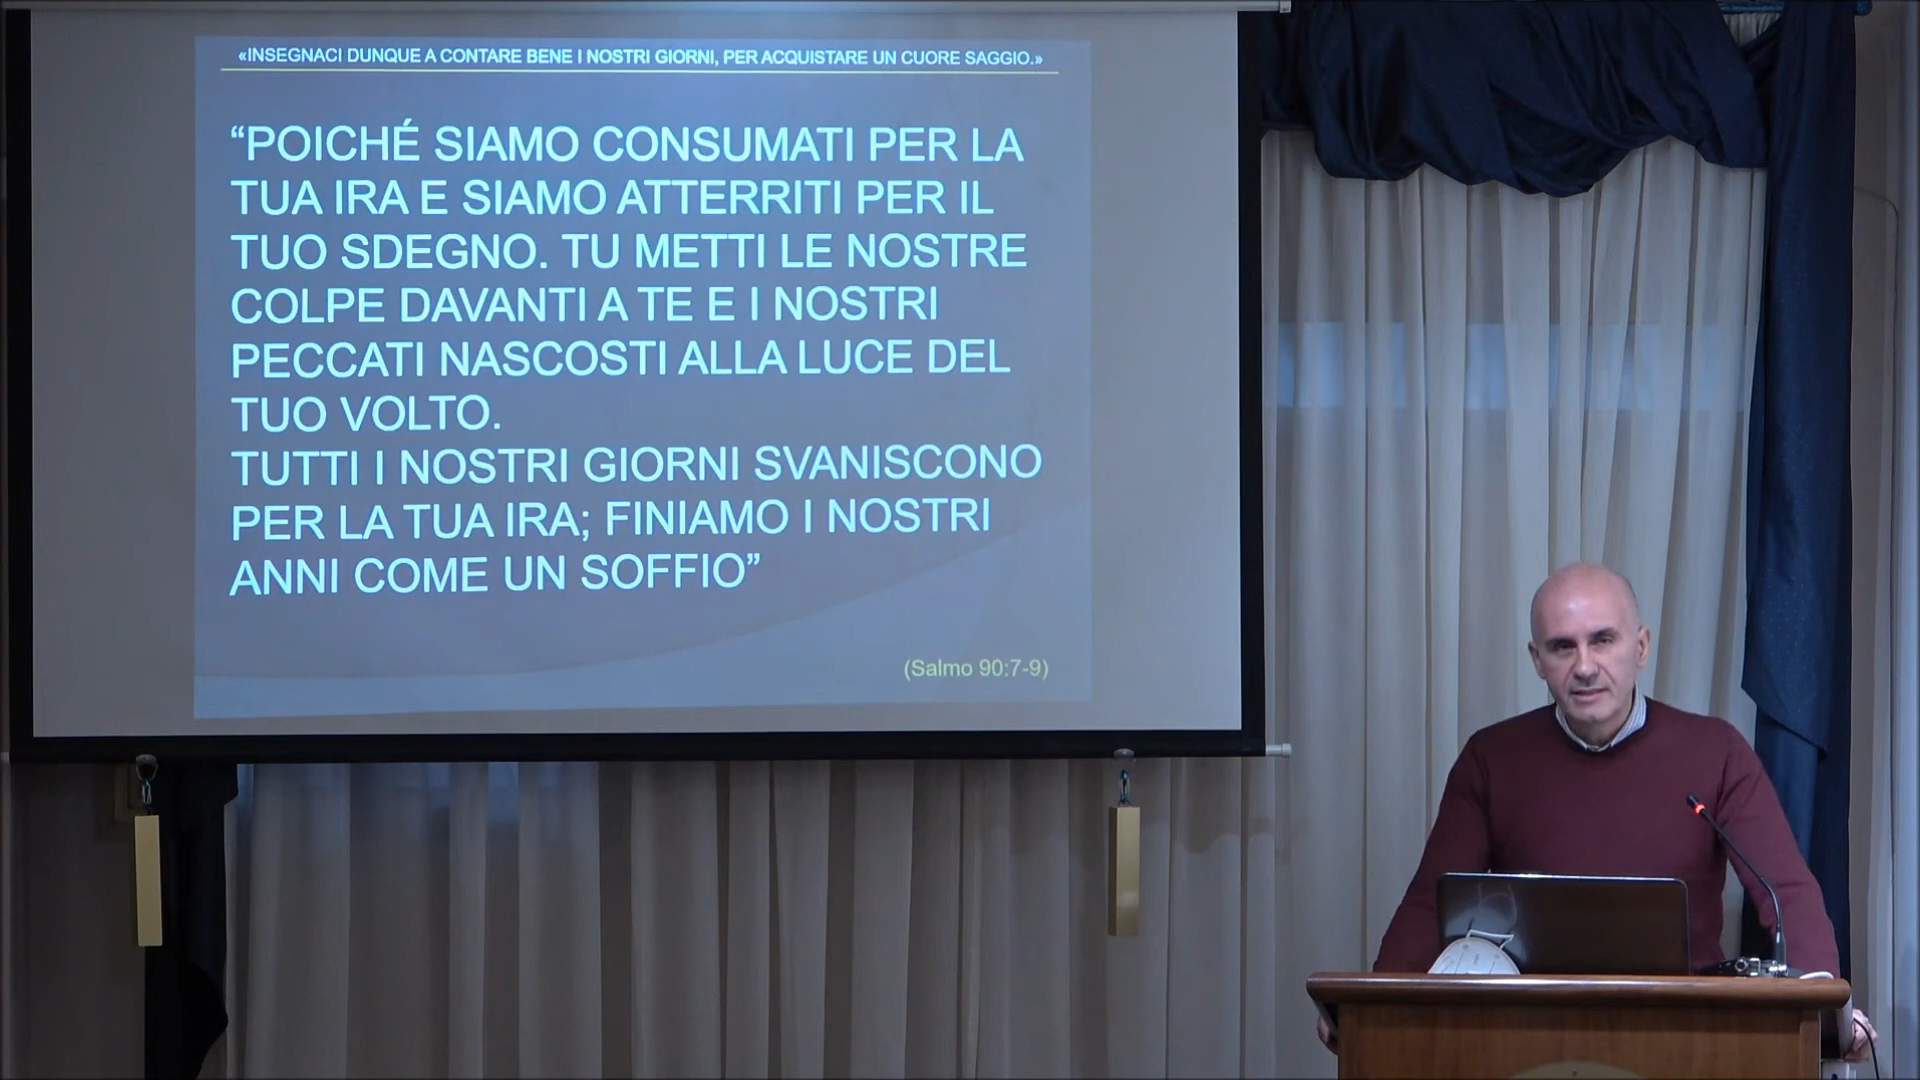 «INSEGNACI DUNQUE A CONTARE BENE I NOSTRI GIORNI, PER ACQUISTARE UN CUORE SAGGIO.»
“POICHÉ SIAMO CONSUMATI PER LA
TUA IRA E SIAMO ATTERRITI PER IL
TUO SDEGNO. TU METTI LE NOSTRE
COLPE DAVANTI A TE E I NOSTRI
PECCATI NASCOSTI ALLA LUCE DEL
TUO VOLTO.
TUTTI I NOSTRI GIORNI SVANISCONO
PER LA TUA IRA; FINIAMO I NOSTRI
ANNI COME UN SOFFIO”
(Salmo 90:7-9)